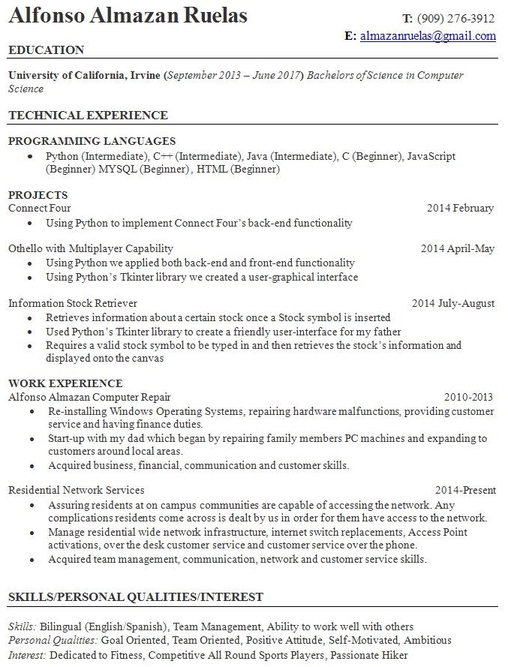 Alfonso Almazan Ruelas
T: (909) 276-3912
E: almazanruelas@gmail.com
EDUCATION
University of California, Irvine (September 2013 – June 2017) Bachelors of Science in Computer
Science
TECHNICAL EXPERIENCE
PROGRAMMING LANGUAGES
• Python (Intermediate), C++ (Intermediate), Java (Intermediate), C (Beginner), JavaScript
(Beginner) MYSQL (Beginner), HTML (Beginner)
PROJECTS
Connect Four 2014 February
• Using Python to implement Connect Four's back-end functionality
Othello with Multiplayer Capability 2014 April-May
• Using Python we applied both back-end and front-end functionality
• Using Python's Tkinter library we created a user-graphical interface
Information Stock Retriever 2014 July-August
• Retrieves information about a certain stock once a Stock symbol is inserted
• Used Python's Tkinter library to create a friendly user-interface for my father
• Requires a valid stock symbol to be typed in and then retrieves the stock's information and
displayed onto the canvas
WORK EXPERIENCE
Alfonso Almazan Computer Repair 2010-2013
• Re-installing Windows Operating Systems, repairing hardware malfunctions, providing customer
service and having finance duties.
• Start-up with my dad which began by repairing family members PC machines and expanding to
customers around local areas.
• Acquired business, financial, communication and customer skills.
Residential Network Services 2014-Present
• Assuring residents at on campus communities are capable of accessing the network. Any
complications residents come across is dealt by us in order for them have access to the network.
• Manage residential wide network infrastructure, internet switch replacements, Access Point
activations, over the desk customer service and customer service over the phone.
• Acquired team management, communication, network and customer service skills.
SKILLS/PERSONAL QUALITIES/INTEREST
Skills: Bilingual (English/Spanish), Team Management, Ability to work well with others
Personal Qualities: Goal Oriented, Team Oriented, Positive Attitude, Self-Motivated, Ambitious
Interest: Dedicated to Fitness, Competitive All Round Sports Players, Passionate Hiker